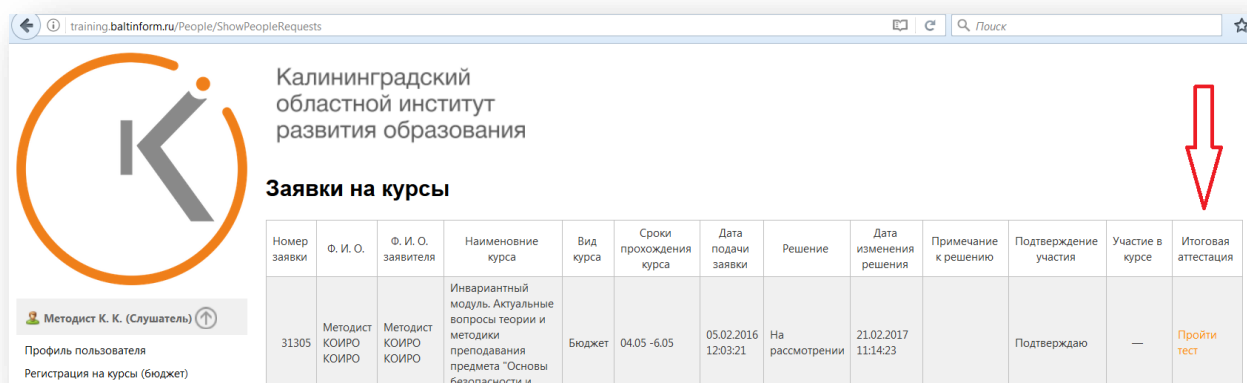 training.baltinform.ru/People/ShowPeopleRequests
Поиск
Калининградский
областной институт
развития образования
Заявки на курсы
Номер заявки
Ф. И. О.
Ф. И. О. заявителя
Наименовние курса
Вид курса
Сроки прохождения курса
Дата подачи заявки
Решение
Дата изменения решения
Примечание к решению
Подтверждение участия
Участие в курсе
Итоговая аттестация
31305
Методист КОИРО КОИРО
Методист КОИРО КОИРО
Инвариантный
модуль. Актуальные
вопросы теории и
методики
преподавания
предмета "Основы
безопасности и
Бюджет
04.05 -6.05
05.02.2016
12:03:21
На рассмотрении
21.02.2017
11:14:23
Подтверждаю
—
Пройти тест
Методист К. К. (Слушатель)
Профиль пользователя
Регистрация на курсы (бюджет)